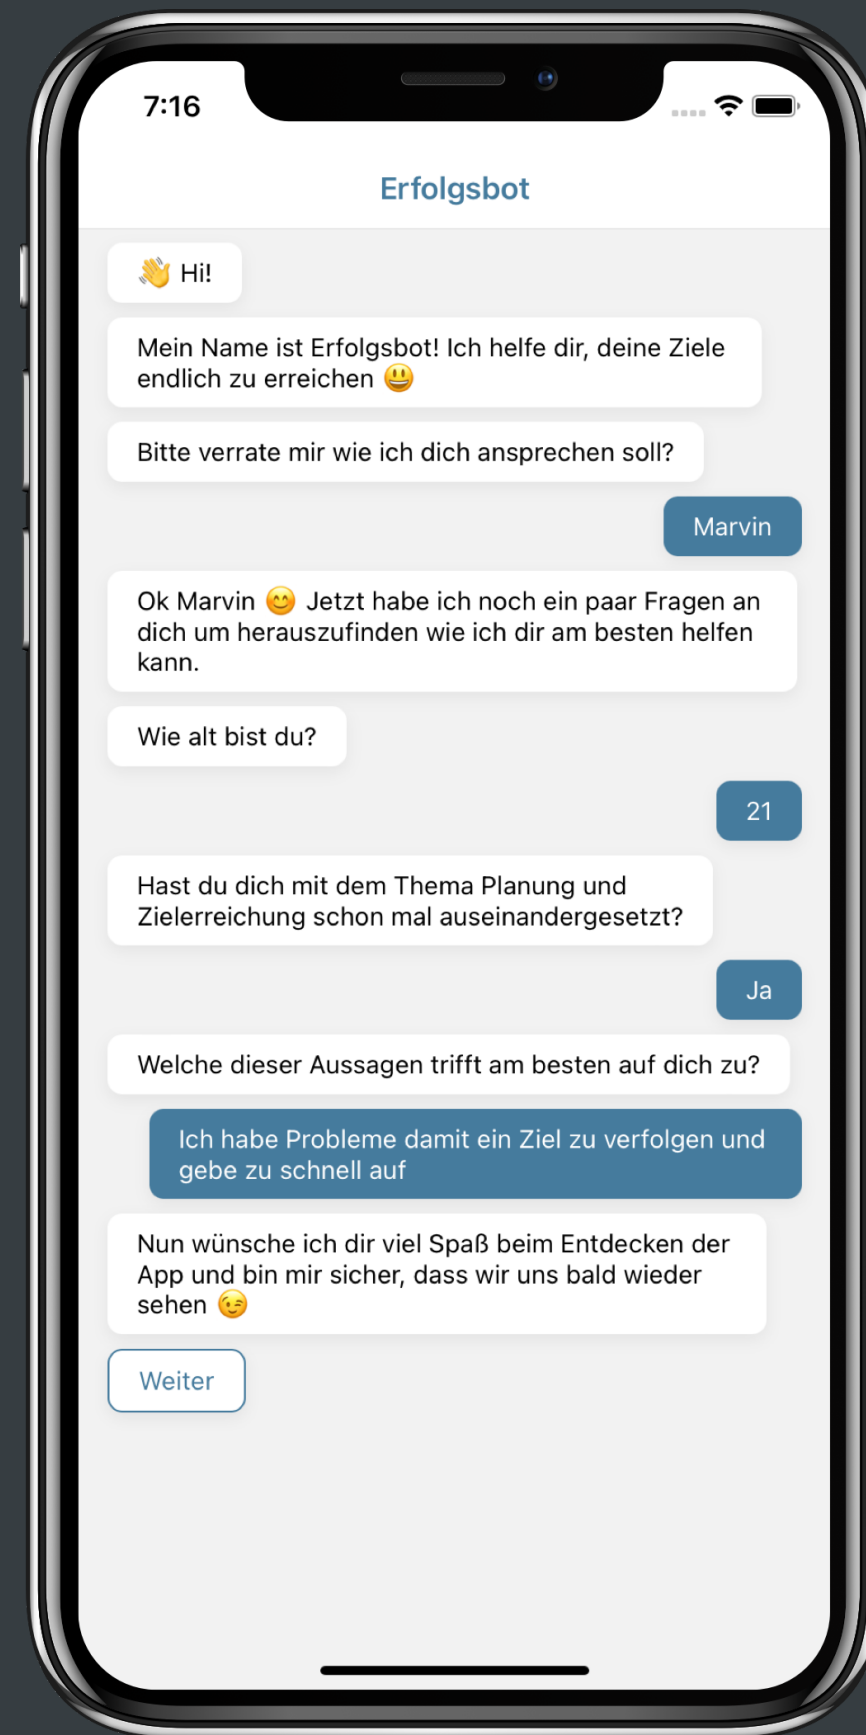 7:16
Erfolgsbot
👋 Hi!
Mein Name ist Erfolgsbot! Ich helfe dir, deine Ziele
endlich zu erreichen 😃
Bitte verrate mir wie ich dich ansprechen soll?
Marvin
Ok Marvin 😊 Jetzt habe ich noch ein paar Fragen an
dich um herauszufinden wie ich dir am besten helfen
kann.
Wie alt bist du?
21
Hast du dich mit dem Thema Planung und
Zielerreichung schon mal auseinandergesetzt?
Ja
Welche dieser Aussagen trifft am besten auf dich zu?
Ich habe Probleme damit ein Ziel zu verfolgen und
gebe zu schnell auf
Nun wünsche ich dir viel Spaß beim Entdecken der
App und bin mir sicher, dass wir uns bald wieder
sehen 😉
Weiter